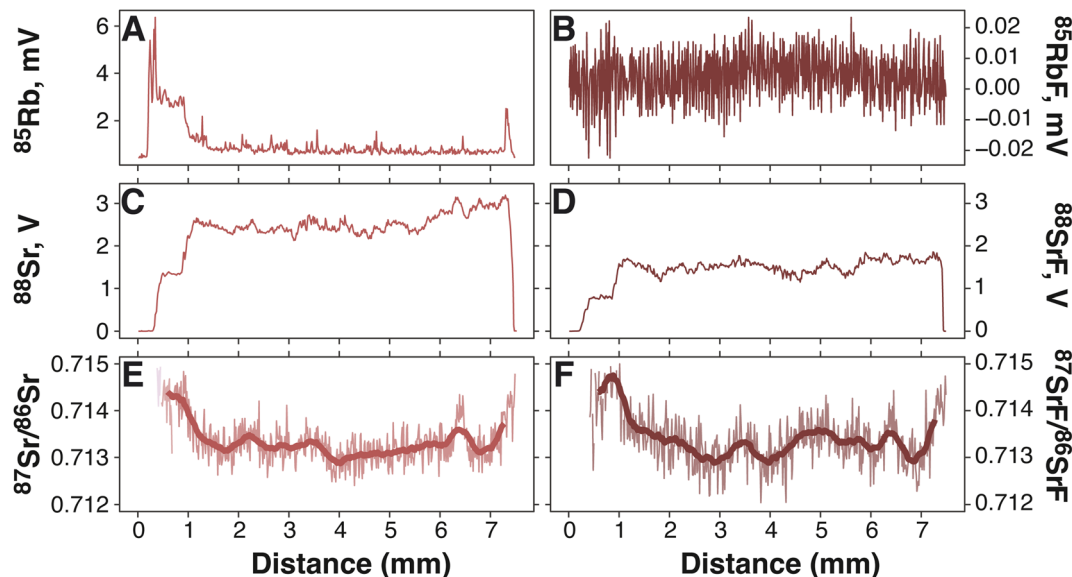 A
B
6
4
2
⁸⁵Rb, mV
0.02
0.01
0.00
−0.01
−0.02
⁸⁵RbF, mV
C
D
3
2
1
0
⁸⁸Sr, V
3
2
1
0
⁸⁸SrF, V
E
F
0.715
0.714
0.713
0.712
⁸⁷Sr/⁸⁶Sr
0.715
0.714
0.713
0.712
⁸⁷SrF/⁸⁶SrF
0 1 2 3 4 5 6 7
0 1 2 3 4 5 6 7
Distance (mm)
Distance (mm)